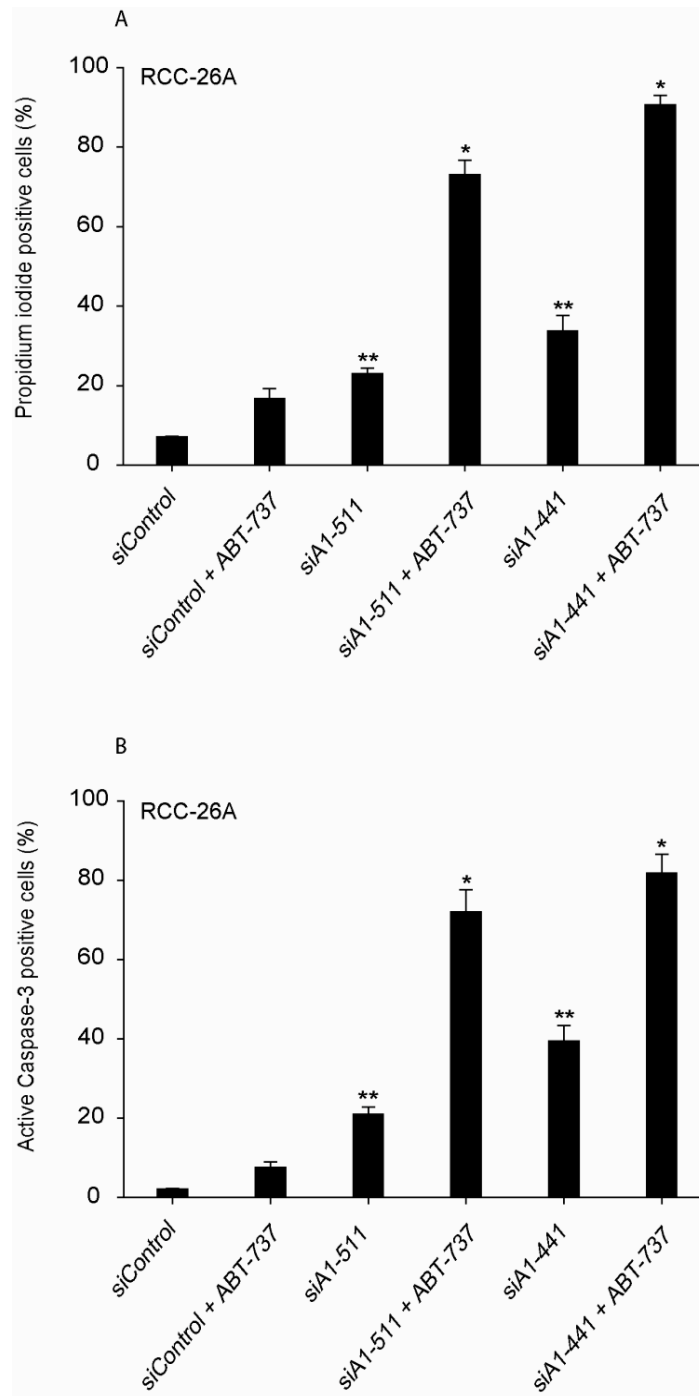 A
RCC-26A
Propidium iodide positive cells (%)
100
80
60
40
20
0
**
*
**
*
siControl
siControl + ABT-737
siA1-511
siA1-511 + ABT-737
siA1-441
siA1-441 + ABT-737
B
RCC-26A
Active Caspase-3 positive cells (%)
100
80
60
40
20
0
**
*
**
*
siControl
siControl + ABT-737
siA1-511
siA1-511 + ABT-737
siA1-441
siA1-441 + ABT-737